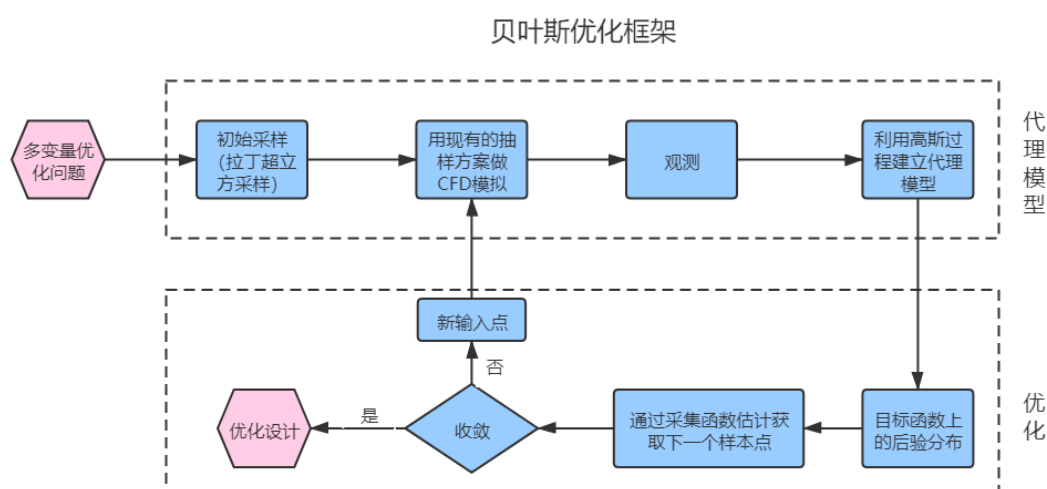 贝叶斯优化框架
多变量优
化问题
初始采样
（拉丁超立
方采样）
用现有的抽
样方案做
CFD模拟
观测
利用高斯过
程建立代理
模型
代
理
模
型
新输入点
否
是
优化设计
收敛
通过采集函数估计获
取下一个样本点
目标函数上
的后验分布
优
化